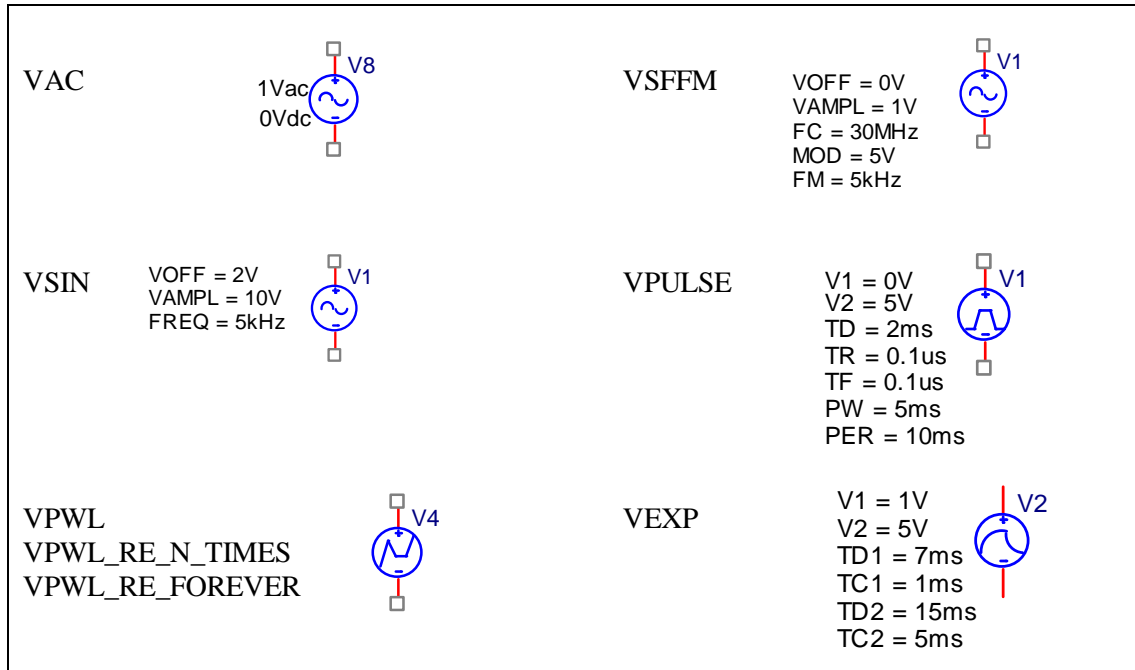 VAC
1Vac
0Vdc
V8
VSFFM
VOFF = 0V
VAMPL = 1V
FC = 30MHz
MOD = 5V
FM = 5kHz
V1
VSIN
VOFF = 2V
VAMPL = 10V
FREQ = 5kHz
V1
VPULSE
V1 = 0V
V2 = 5V
TD = 2ms
TR = 0.1us
TF = 0.1us
PW = 5ms
PER = 10ms
V1
VPWL
VPWL_RE_N_TIMES
VPWL_RE_FOREVER
V4
VEXP
V1 = 1V
V2 = 5V
TD1 = 7ms
TC1 = 1ms
TD2 = 15ms
TC2 = 5ms
V2